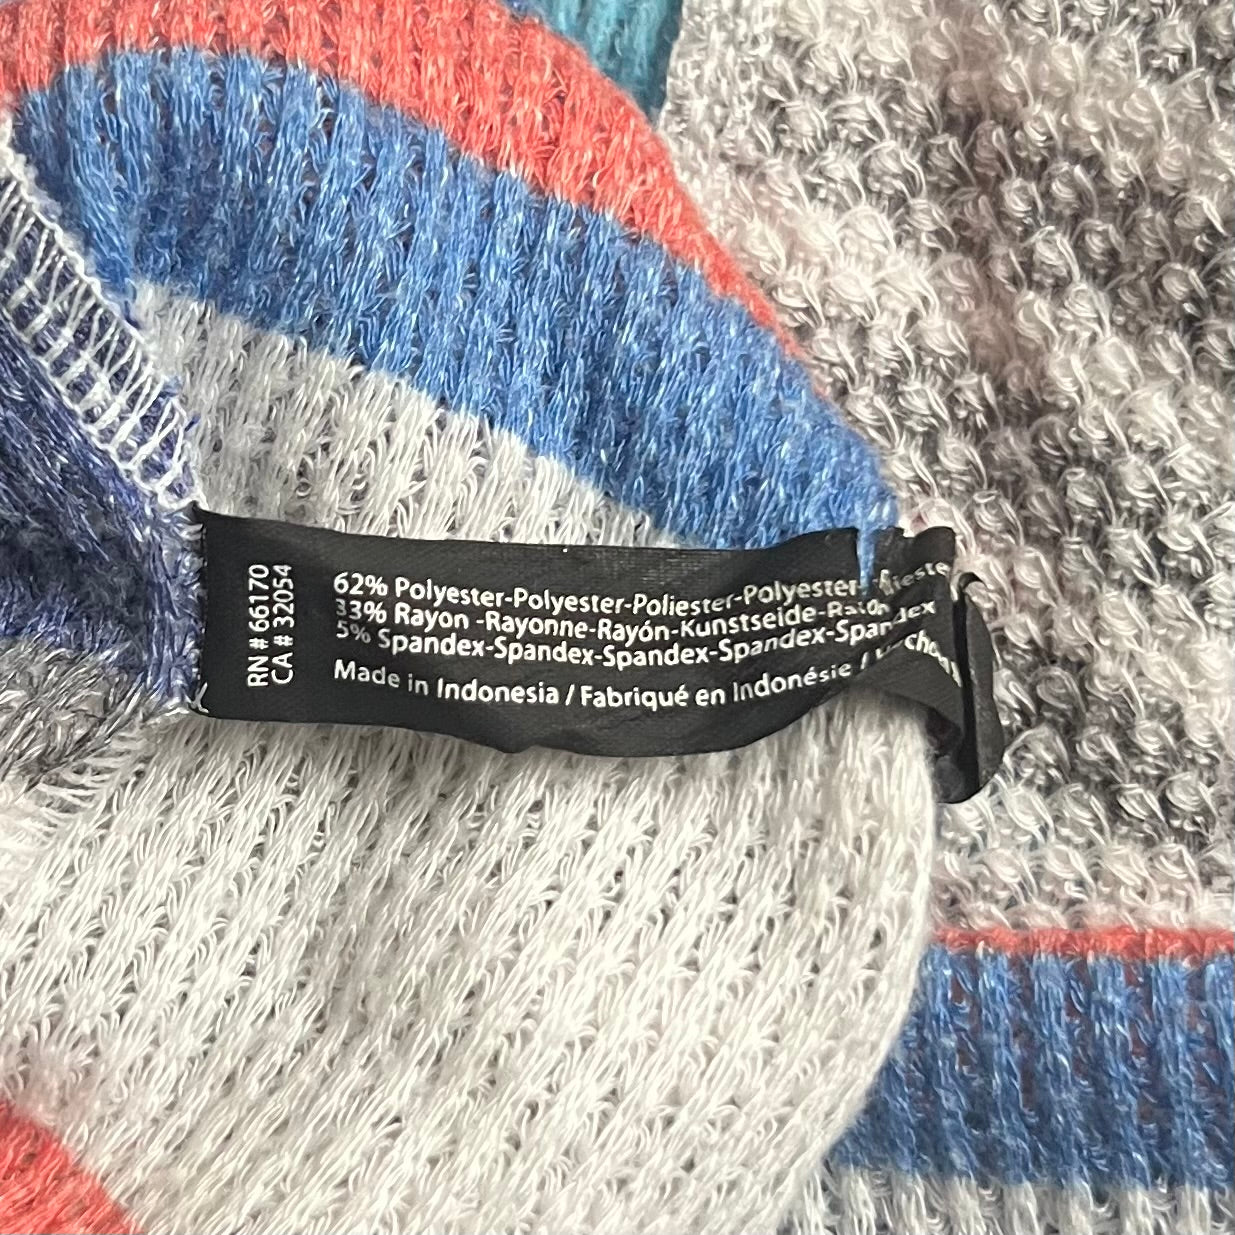 RN # 66170
CA # 32054
62% Polyester-Polyester-Poliester-Polyester-
33% Rayon -Rayonne-Rayón-Kunstseide-Raion
5% Spandex-Spandex-Spandex-Spandex-Spandex
Made in Indonesia / Fabriqué en Indonésie /